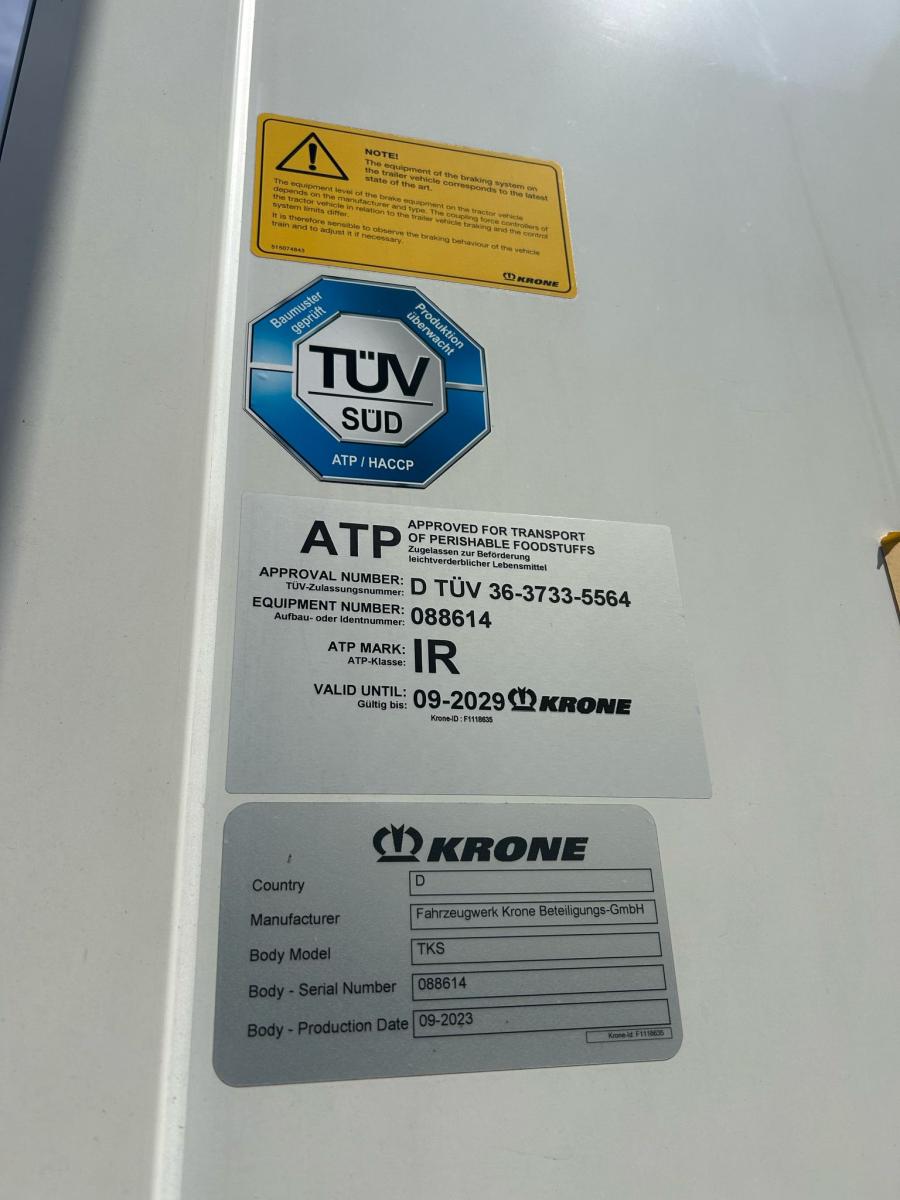 NOTE!
The equipment of the braking system on
the trailer vehicle corresponds to the latest
state of the art.
The equipment level of the brake equipment on the tractor vehicle
depends on the manufacturer and type. The coupling force controllers of
the tractor vehicle in relation to the trailer vehicle braking and the control
system limits differ.
It is therefore sensible to observe the braking behaviour of the vehicle
train and to adjust it if necessary.
515074843
KRONE
Baumuster
geprüft
Produktion
überwacht
TÜV
SÜD
ATP / HACCP
ATP
APPROVED FOR TRANSPORT
OF PERISHABLE FOODSTUFFS
Zugelassen zur Beförderung
leichtverderblicher Lebensmittel
APPROVAL NUMBER: D TÜV 36-3733-5564
TÜV-Zulassungsnummer:
EQUIPMENT NUMBER: 088614
Aufbau- oder Identnummer:
ATP MARK: IR
ATP-Klasse:
VALID UNTIL: 09-2029 KRONE
Gültig bis:
Krone-ID : F1118635
KRONE
Country D
Manufacturer Fahrzeugwerk Krone Beteiligungs-GmbH
Body Model TKS
Body - Serial Number 088614
Body - Production Date 09-2023
Krone-Id: F1118635